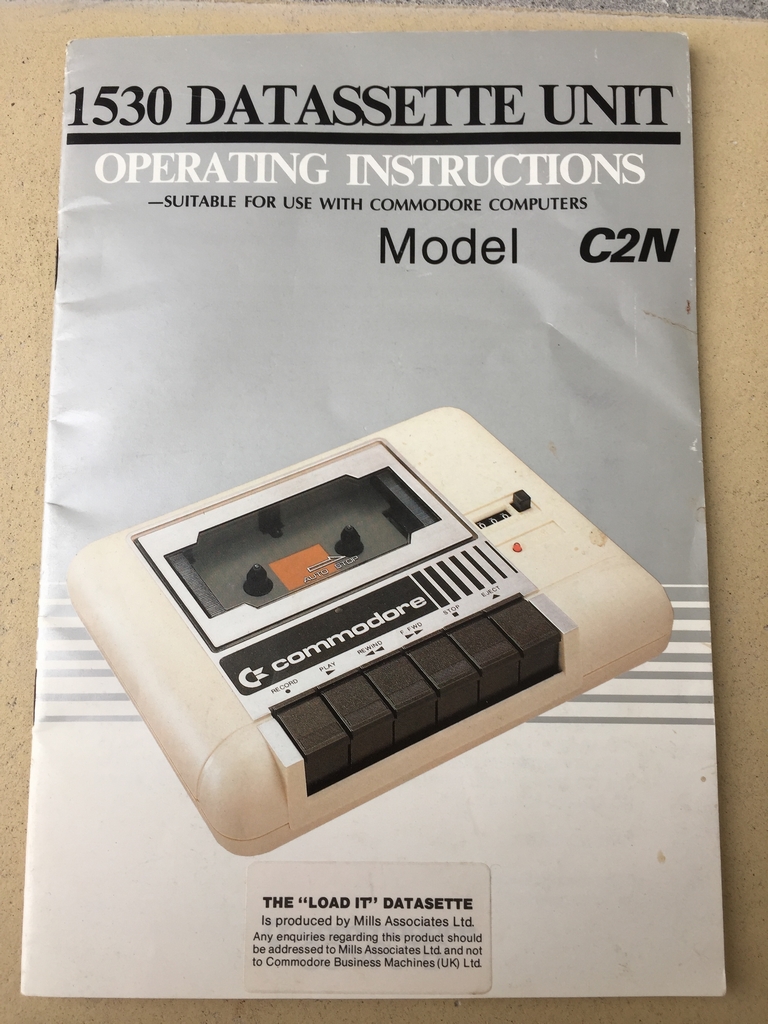 1530 DATASSETTE UNIT
OPERATING INSTRUCTIONS
—SUITABLE FOR USE WITH COMMODORE COMPUTERS
Model C2N
000
AUTO STOP
commodore
RECORD PLAY REWIND F.FWD STOP EJECT
THE “LOAD IT” DATASETTE
Is produced by Mills Associates Ltd.
Any enquiries regarding this product should
be addressed to Mills Associates Ltd. and not
to Commodore Business Machines (UK) Ltd.